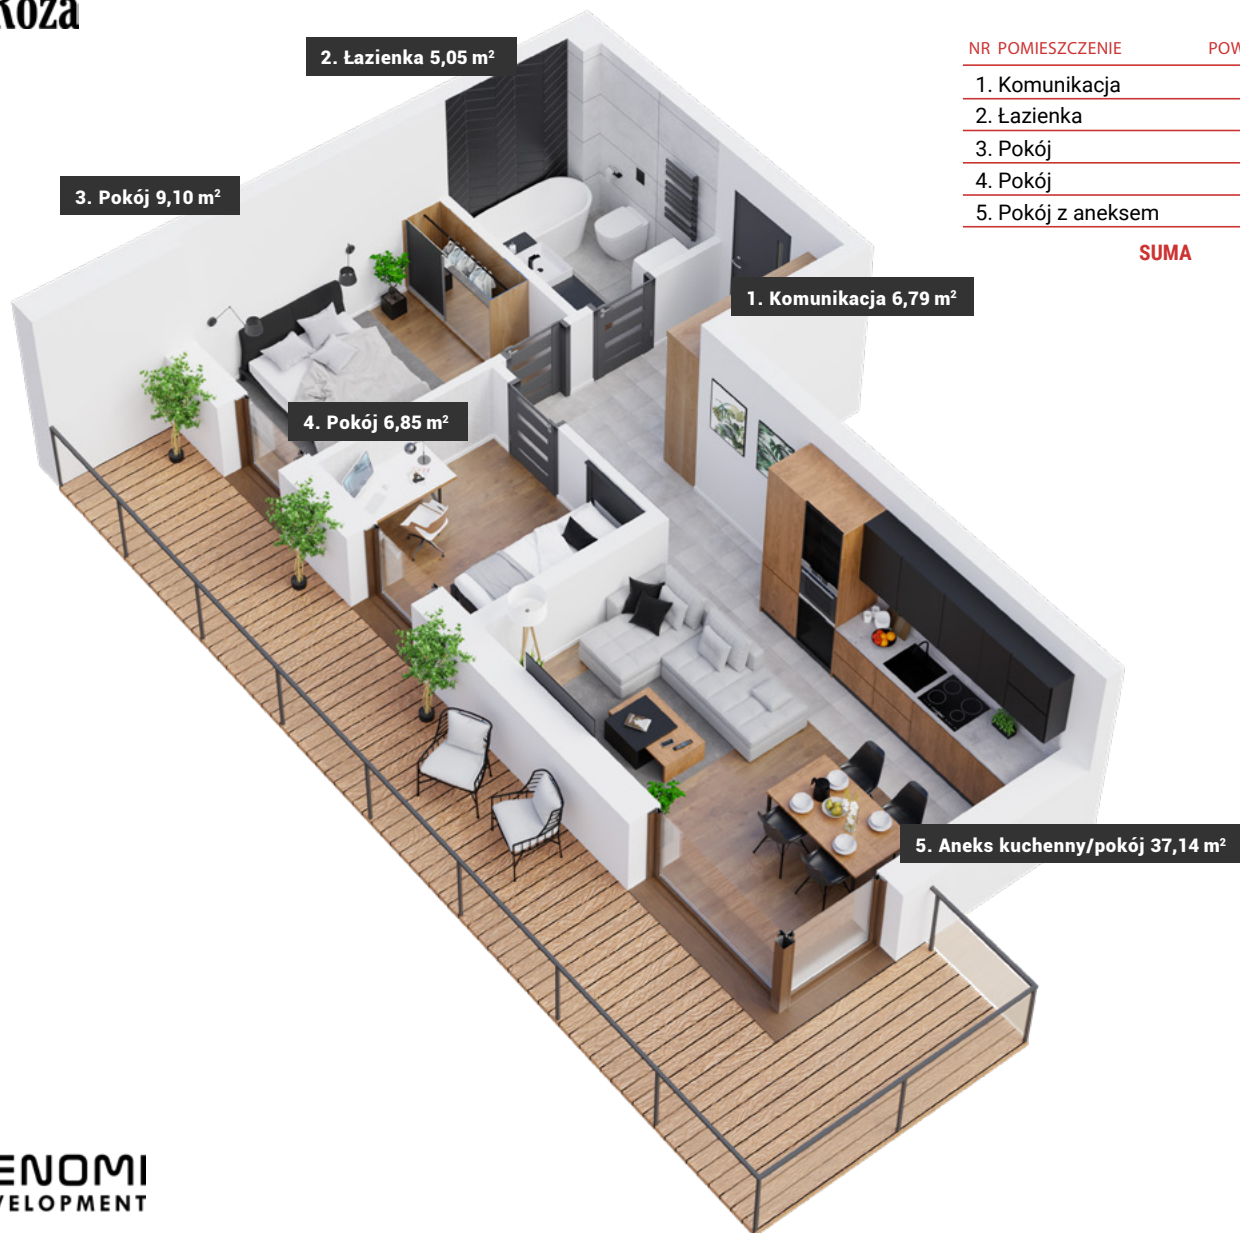 Róża
2. Łazienka 5,05 m²
NR POMIESZCZENIE
1. Komunikacja
2. Łazienka
3. Pokój
4. Pokój
5. Pokój z aneksem
SUMA
3. Pokój 9,10 m²
1. Komunikacja 6,79 m²
4. Pokój 6,85 m²
5. Aneks kuchenny/pokój 37,14 m²